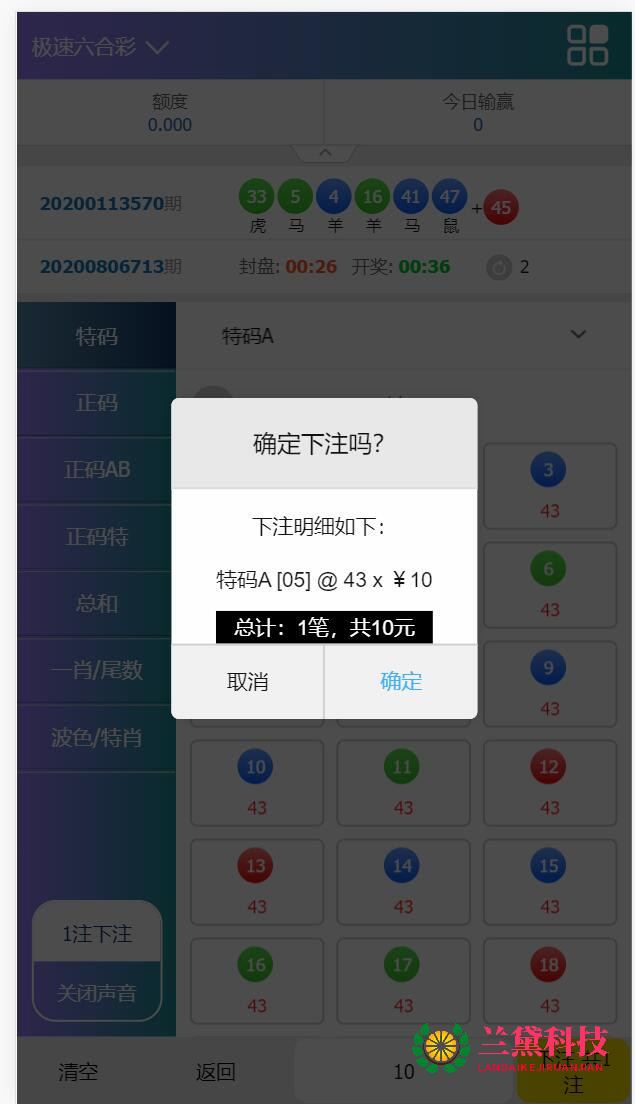 极速六合彩
额度
今日输赢
0.000
0
20200113570期
33 5 4 16 41 47 + 45
虎 马 羊 羊 马 鼠
20200806713期
封盘: 00:26 开奖: 00:36
2
特码
特码A
正码
正码AB
正码特
总和
一肖/尾数
波色/特肖
确定下注吗?
下注明细如下:
特码A [05] @ 43 x ￥10
总计：1笔，共10元
取消
确定
3
43
6
43
9
43
10 11 12
43 43 43
13 14 15
43 43 43
16 17 18
43 43 43
1注下注
关闭声音
清空
返回
10
下注 共1
注
兰黛科技
LANDAIKEJIRUANJIAN